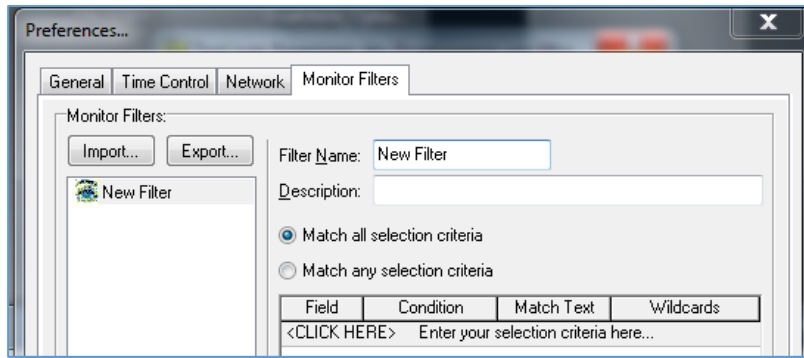 Preferences...
X
General Time Control Network Monitor Filters
Monitor Filters:
Import... Export...
Filter Name: New Filter
New Filter
Description:
Match all selection criteria
Match any selection criteria
Field Condition Match Text Wildcards
<CLICK HERE> Enter your selection criteria here...